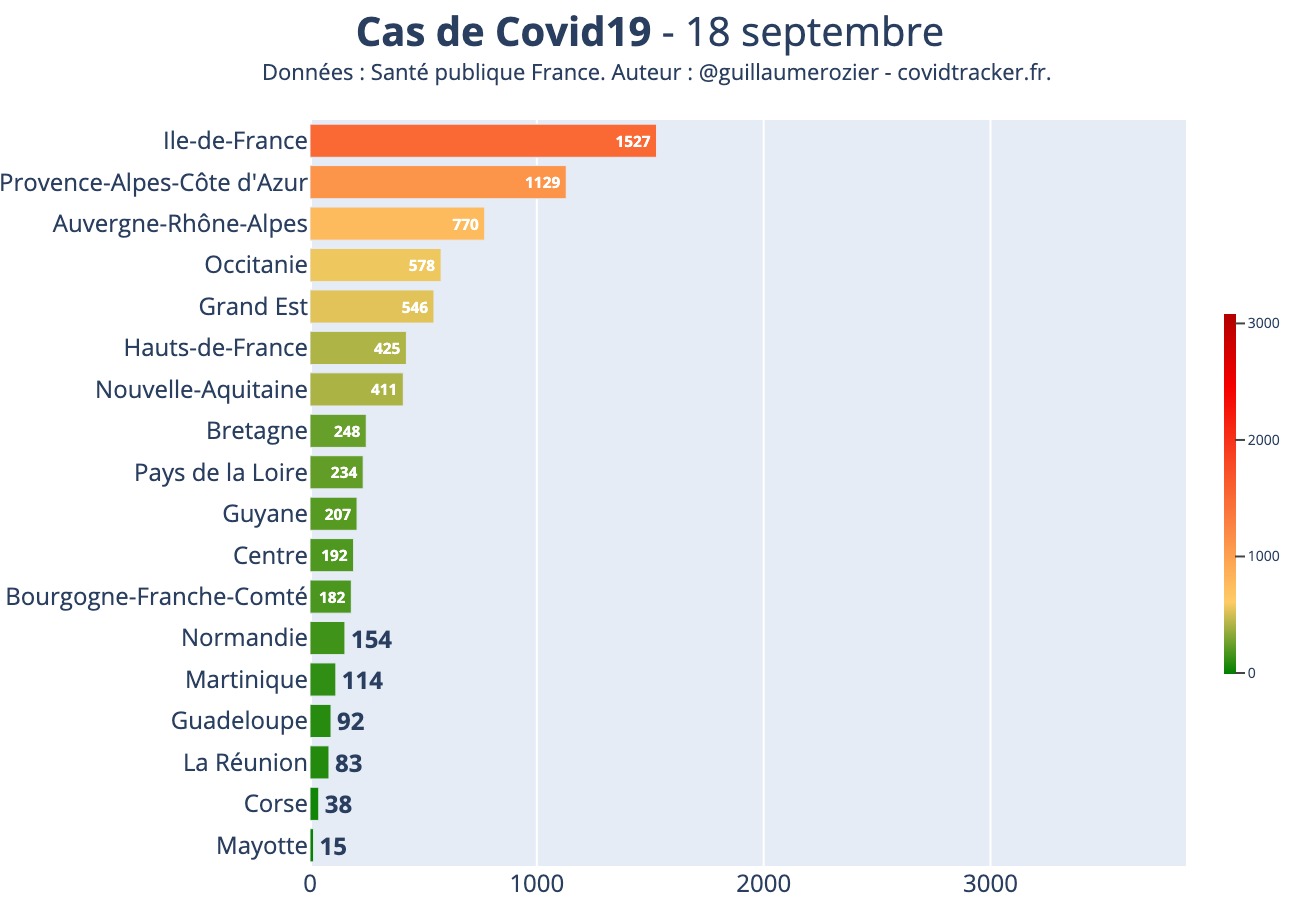 Cas de Covid19 - 18 septembre
Données : Santé publique France. Auteur : @guillaumerozier - covidtracker.fr.
Ile-de-France 1527
Provence-Alpes-Côte d'Azur 1129
Auvergne-Rhône-Alpes 770
Occitanie 578
Grand Est 546
Hauts-de-France 425
Nouvelle-Aquitaine 411
Bretagne 248
Pays de la Loire 234
Guyane 207
Centre 192
Bourgogne-Franche-Comté 182
Normandie 154
Martinique 114
Guadeloupe 92
La Réunion 83
Corse 38
Mayotte 15
0 1000 2000 3000
3000
2000
1000
0